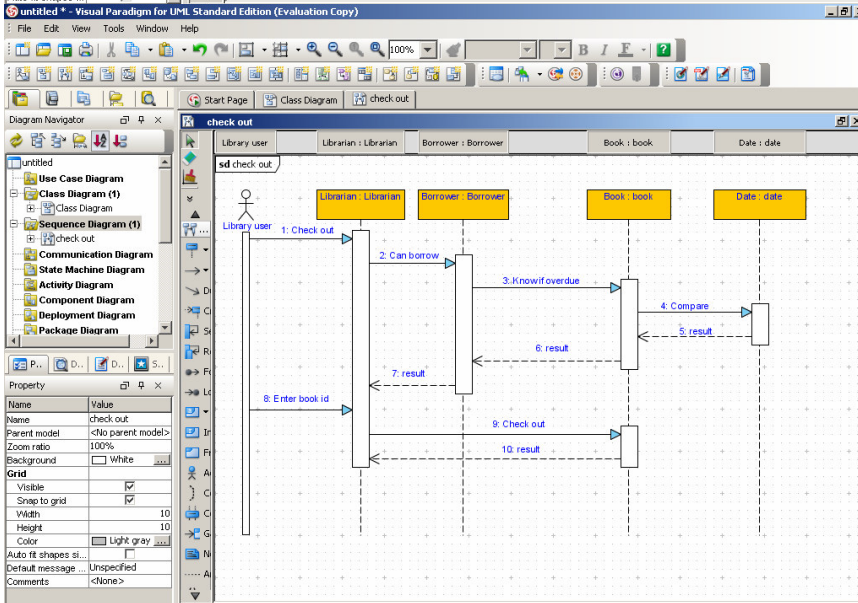 untitled * - Visual Paradigm for UML Standard Edition (Evaluation Copy)
File Edit View Tools Window Help
100% B I F
Start Page Class Diagram check out
Diagram Navigator
check out
Library user Librarian : Librarian Borrower : Borrower Book : book Date : date
sd check out
untitled
Use Case Diagram
Class Diagram (1)
Class Diagram
Sequence Diagram (1)
check out
Communication Diagram
State Machine Diagram
Activity Diagram
Component Diagram
Deployment Diagram
Package Diagram
P.. D.. D.. S..
Property
Name Value
Name check out
Parent model <No parent model>
Zoom ratio 100%
Background White ...
Grid
Visible
Snap to grid
Width 10
Height 10
Color Light gray ...
Auto fit shapes si...
Default message ... Unspecified
Comments <None>
Library user
Librarian : Librarian
Borrower : Borrower
Book : book
Date : date
1: Check out
2: Can borrow
3: Know if overdue
4: Compare
5: result
6: result
7: result
8: Enter book id
9: Check out
10: result